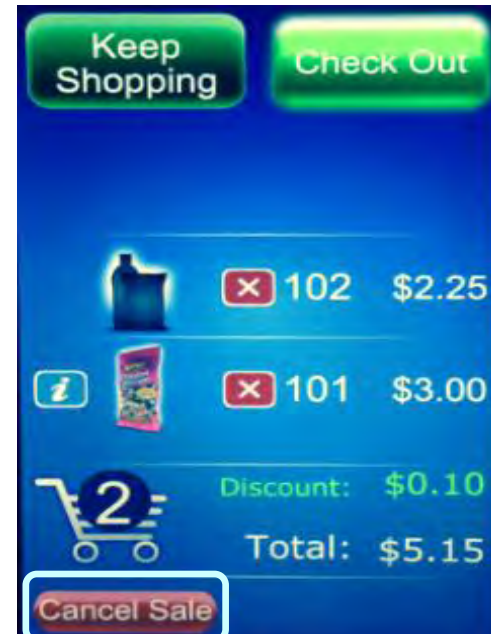 Keep
Shopping
Check Out
X 102 $2.25
i X 101 $3.00
2
Discount: $0.10
Total: $5.15
Cancel Sale